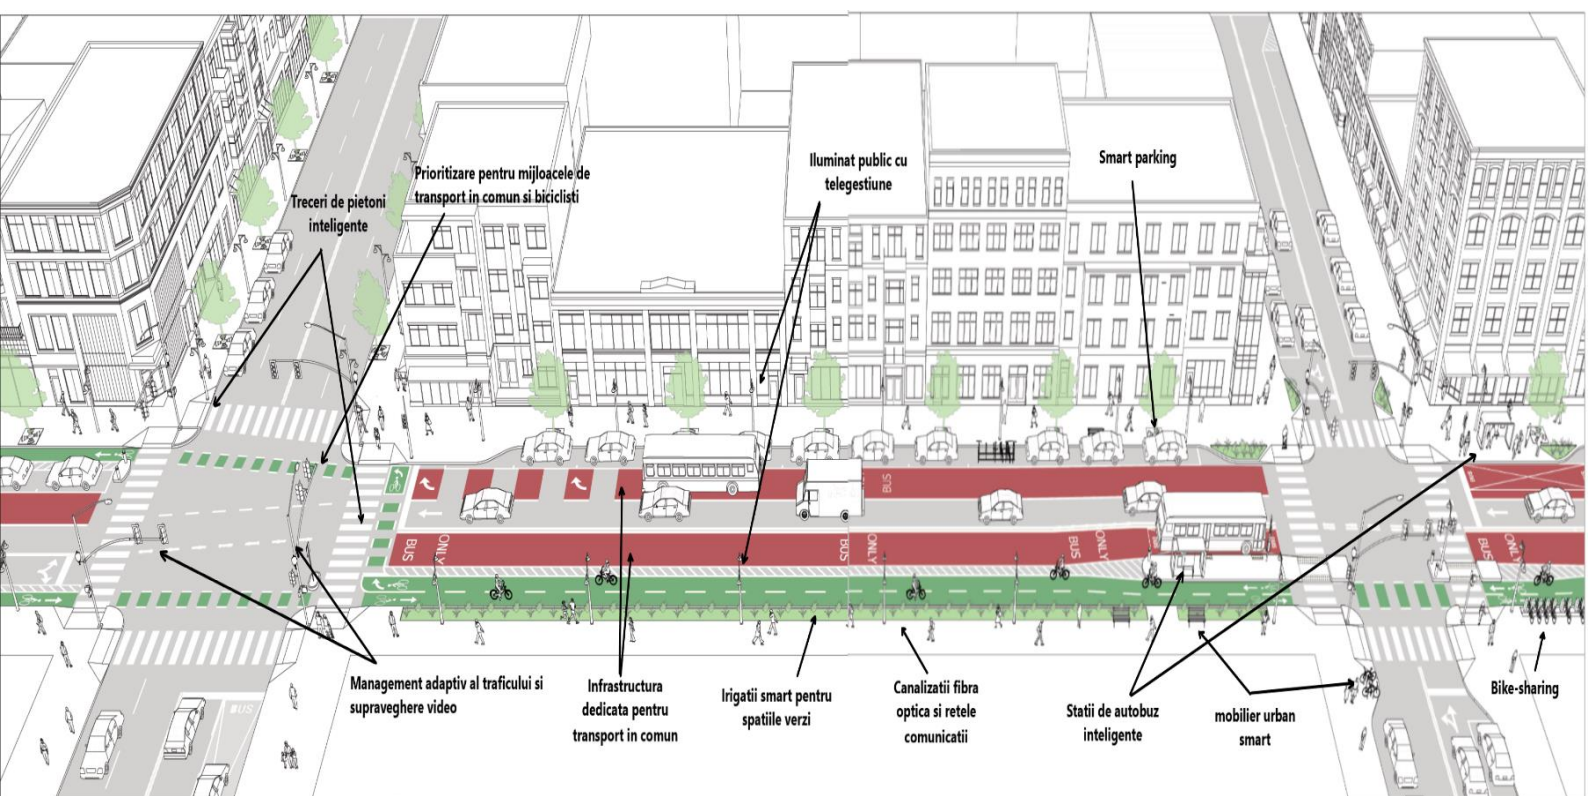 Treceri de pietoni
inteligente
Prioritizare pentru mijloacele de
transport in comun si biciclisti
Iluminat public cu
telegestiune
Smart parking
BUS
BUS
ONLY
BUS
ONLY
BUS
ONLY
BUS
ONLY
BUS
Management adaptiv al traficului si
supraveghere video
Infrastructura
dedicata pentru
transport in comun
Irigatii smart pentru
spatiile verzi
Canalizatii fibra
optica si retele
comunicatii
Statii de autobuz
inteligente
mobilier urban
smart
Bike-sharing